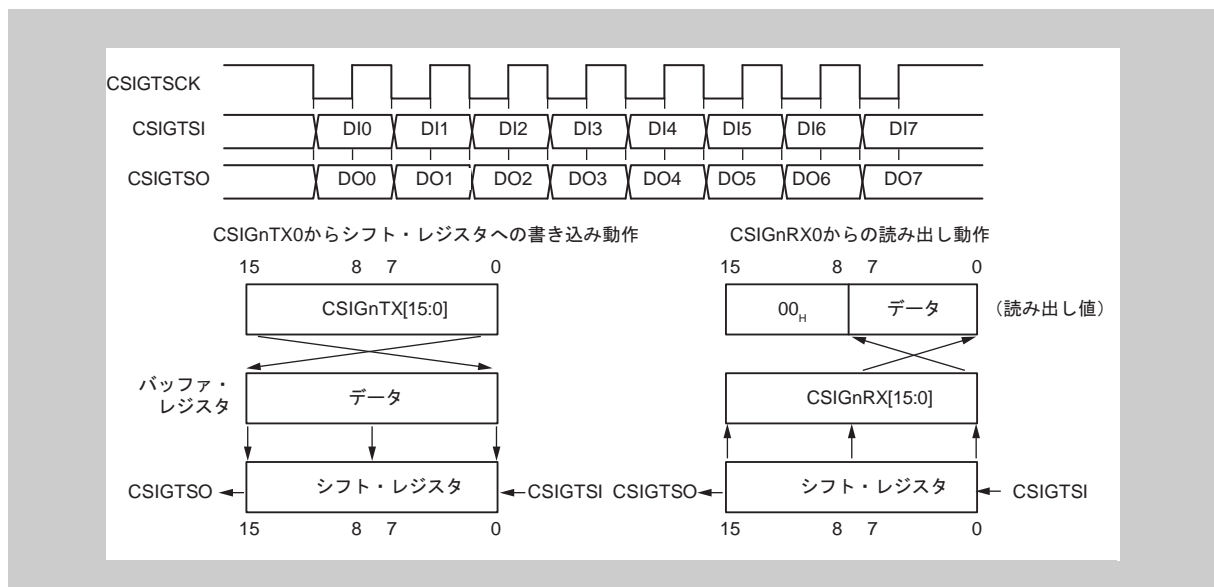 CSIGTSCK
CSIGTSI DI0 DI1 DI2 DI3 DI4 DI5 DI6 DI7
CSIGTSO DO0 DO1 DO2 DO3 DO4 DO5 DO6 DO7
CSIGnTX0からシフト・レジスタへの書き込み動作
15 8 7 0
CSIGnTX[15:0]
バッファ・
レジスタ
データ
CSIGTSO シフト・レジスタ CSIGTSI
15 8 7 0
CSIGnRX0からの読み出し動作
15 8 7 0
00H データ (読み出し値)
CSIGnRX[15:0]
CSIGTSO シフト・レジスタ CSIGTSI
15 8 7 0